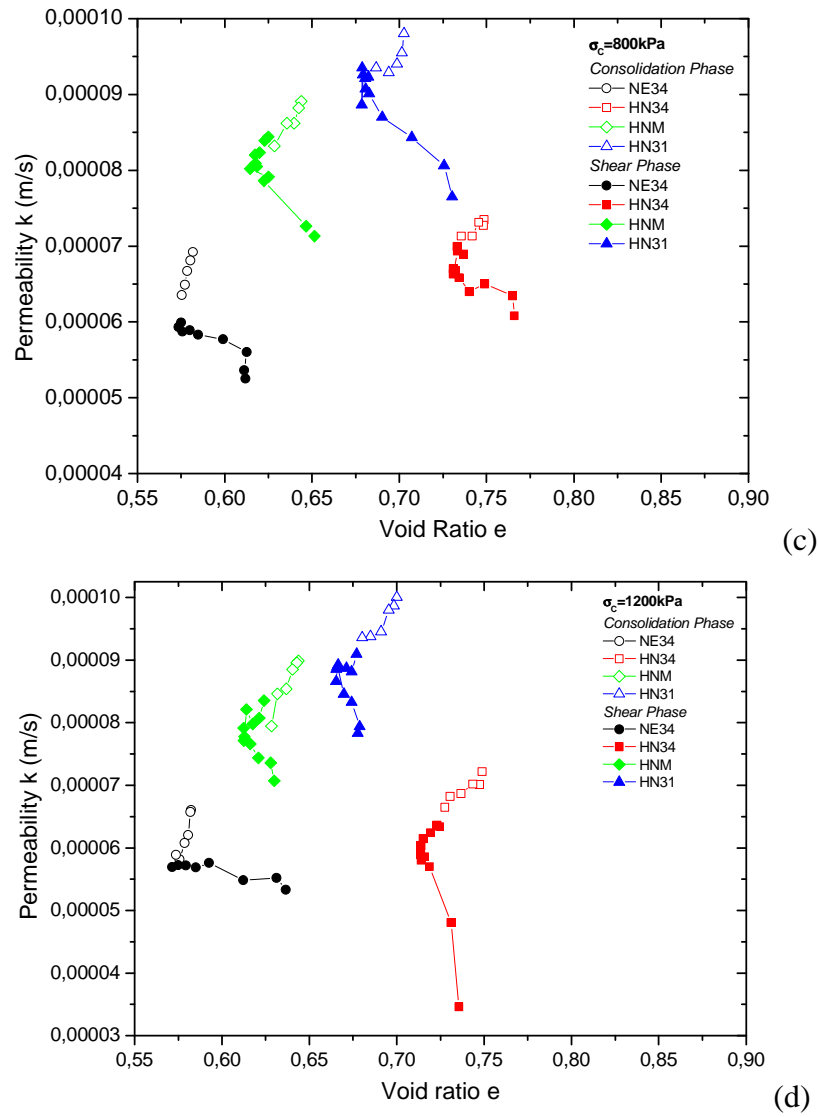 0,00010
0,00009
0,00008
0,00007
0,00006
0,00005
0,00004
Permeability k (m/s)
σc=800kPa
Consolidation Phase
NE34
HN34
HNM
HN31
Shear Phase
NE34
HN34
HNM
HN31
0,55 0,60 0,65 0,70 0,75 0,80 0,85 0,90
Void Ratio e
(c)
0,00010
0,00009
0,00008
0,00007
0,00006
0,00005
0,00004
0,00003
Permeability k (m/s)
σc=1200kPa
Consolidation Phase
NE34
HN34
HNM
HN31
Shear Phase
NE34
HN34
HNM
HN31
0,55 0,60 0,65 0,70 0,75 0,80 0,85 0,90
Void ratio e
(d)